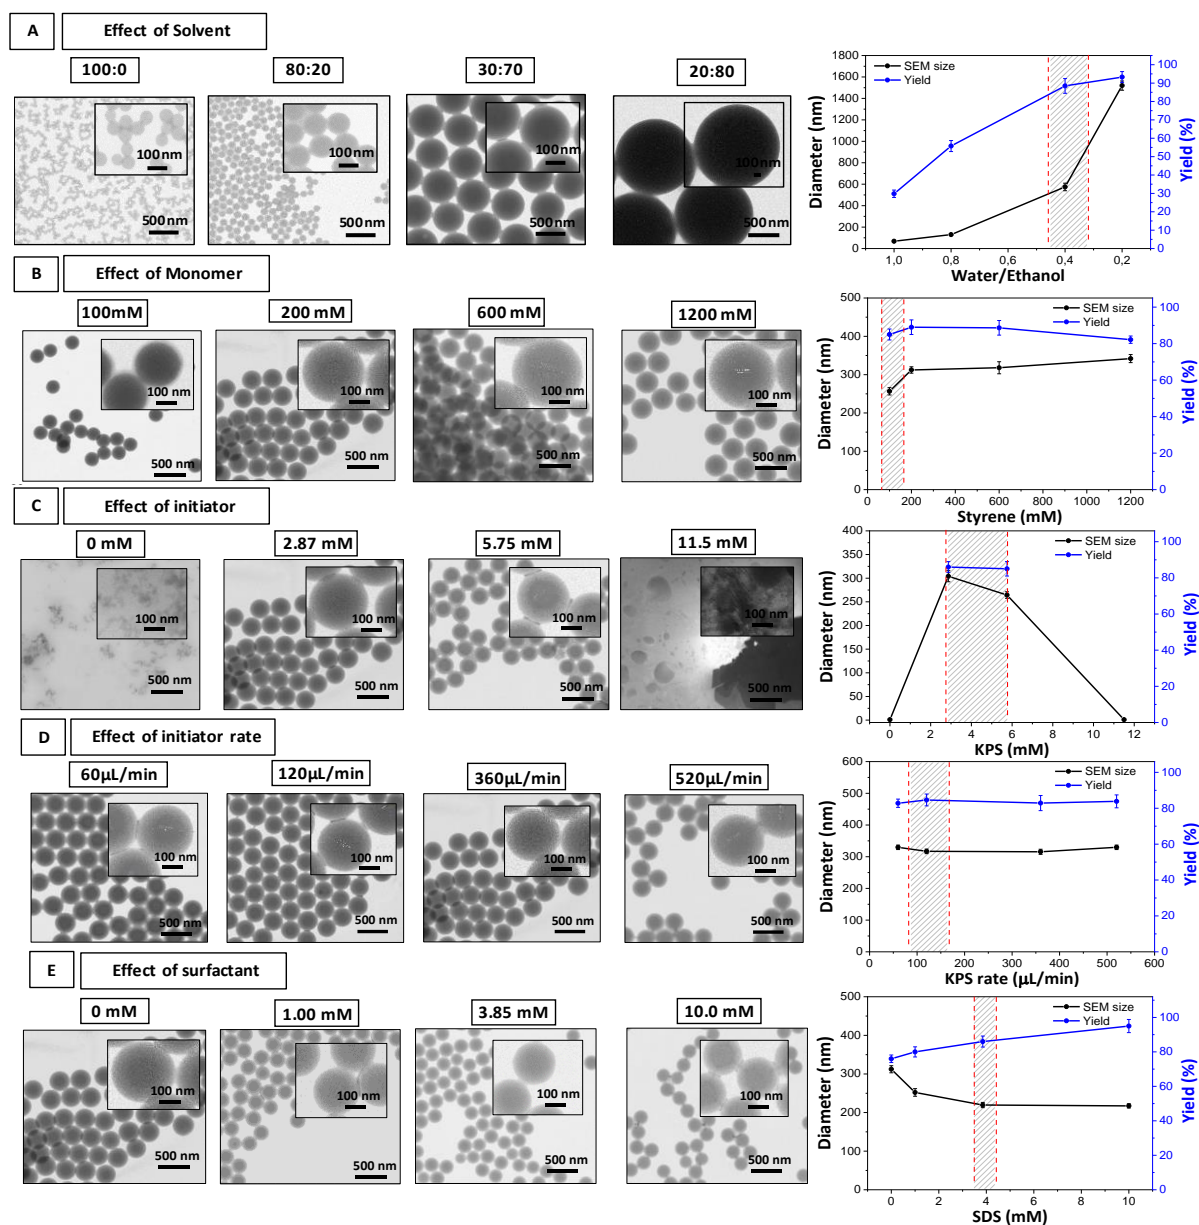 A Effect of Solvent
100:0 80:20 30:70 20:80
100 nm 100 nm 100 nm 100 nm
500 nm 500 nm 500 nm 500 nm
SEM size
Yield
Diameter (nm)
1800
1600
1400
1200
1000
800
600
400
200
0
1,0 0,8 0,6 0,4 0,2
Water/Ethanol
100
90
80
70
60
50
40
30
20
10
0
Yield (%)
B Effect of Monomer
100mM 200 mM 600 mM 1200 mM
100 nm 100 nm 100 nm 100 nm
500 nm 500 nm 500 nm 500 nm
SEM size
Yield
Diameter (nm)
500
400
300
200
100
0
0 200 400 600 800 1000 1200
Styrene (mM)
100
80
60
40
20
0
Yield (%)
C Effect of initiator
0 mM 2.87 mM 5.75 mM 11.5 mM
100 nm 100 nm 100 nm 100 nm
500 nm 500 nm 500 nm 500 nm
SEM size
Yield
Diameter (nm)
400
350
300
250
200
150
100
50
0
0 2 4 6 8 10 12
KPS (mM)
100
80
60
40
20
0
Yield (%)
D Effect of initiator rate
60µL/min 120µL/min 360µL/min 520µL/min
100 nm 100 nm 100 nm 100 nm
500 nm 500 nm 500 nm 500 nm
SEM size
Yield
Diameter (nm)
600
500
400
300
200
100
0
0 100 200 300 400 500 600
KPS rate (µL/min)
100
80
60
40
20
0
Yield (%)
E Effect of surfactant
0 mM 1.00 mM 3.85 mM 10.0 mM
100 nm 100 nm 100 nm 100 nm
500 nm 500 nm 500 nm 500 nm
SEM size
Yield
Diameter (nm)
500
400
300
200
100
0
0 2 4 6 8 10
SDS (mM)
100
80
60
40
20
0
Yield (%)